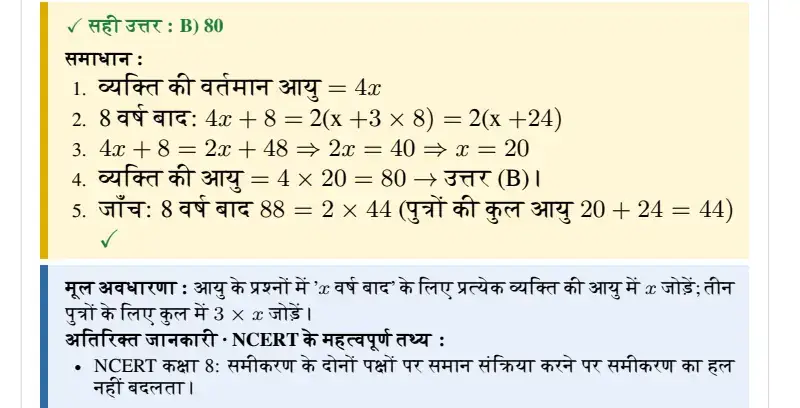 ✓ सही उत्तर : B) 80
समाधान :
1. व्यक्ति की वर्तमान आयु = 4x
2. 8 वर्ष बाद: 4x + 8 = 2(x +3 × 8) = 2(x +24)
3. 4x + 8 = 2x + 48 ⇒ 2x = 40 ⇒ x = 20
4. व्यक्ति की आयु = 4 × 20 = 80 → उत्तर (B)।
5. जाँच: 8 वर्ष बाद 88 = 2 × 44 (पुत्रों की कुल आयु 20 + 24 = 44)
✓
मूल अवधारणा : आयु के प्रश्नों में 'x वर्ष बाद' के लिए प्रत्येक व्यक्ति की आयु में x जोड़ें; तीन
पुत्रों के लिए कुल में 3 × x जोड़ें।
अतिरिक्त जानकारी · NCERT के महत्वपूर्ण तथ्य :
• NCERT कक्षा 8: समीकरण के दोनों पक्षों पर समान संक्रिया करने पर समीकरण का हल
नहीं बदलता।